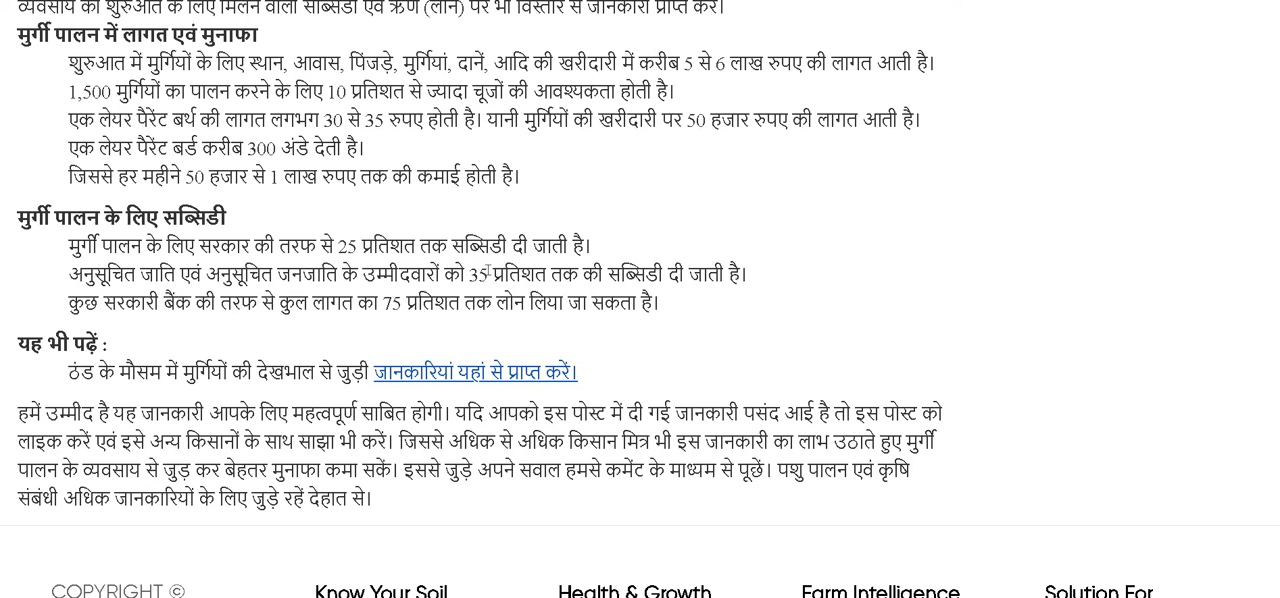 व्यवसाय की शुरुआत के लिए मिलने वाली सब्सिडी एवं ऋण (लोन) पर भी विस्तार से जानकारी प्राप्त करें।
मुर्गी पालन में लागत एवं मुनाफा
शुरुआत में मुर्गियों के लिए स्थान, आवास, पिंजड़े, मुर्गियां, दानें, आदि की खरीदारी में करीब 5 से 6 लाख रुपए की लागत आती है।
1,500 मुर्गियों का पालन करने के लिए 10 प्रतिशत से ज्यादा चूजों की आवश्यकता होती है।
एक लेयर पैरेंट बर्थ की लागत लगभग 30 से 35 रुपए होती है। यानी मुर्गियों की खरीदारी पर 50 हजार रुपए की लागत आती है।
एक लेयर पैरेंट बर्ड करीब 300 अंडे देती है।
जिससे हर महीने 50 हजार से 1 लाख रुपए तक की कमाई होती है।
मुर्गी पालन के लिए सब्सिडी
मुर्गी पालन के लिए सरकार की तरफ से 25 प्रतिशत तक सब्सिडी दी जाती है।
अनुसूचित जाति एवं अनुसूचित जनजाति के उम्मीदवारों को 35 प्रतिशत तक की सब्सिडी दी जाती है।
कुछ सरकारी बैंक की तरफ से कुल लागत का 75 प्रतिशत तक लोन लिया जा सकता है।
यह भी पढ़ें :
ठंड के मौसम में मुर्गियों की देखभाल से जुड़ी जानकारियां यहां से प्राप्त करें।
हमें उम्मीद है यह जानकारी आपके लिए महत्वपूर्ण साबित होगी। यदि आपको इस पोस्ट में दी गई जानकारी पसंद आई है तो इस पोस्ट को
लाइक करें एवं इसे अन्य किसानों के साथ साझा भी करें। जिससे अधिक से अधिक किसान मित्र भी इस जानकारी का लाभ उठाते हुए मुर्गी
पालन के व्यवसाय से जुड़ कर बेहतर मुनाफा कमा सकें। इससे जुड़े अपने सवाल हमसे कमेंट के माध्यम से पूछें। पशु पालन एवं कृषि
संबंधी अधिक जानकारियों के लिए जुड़े रहें देहात से।
COPYRIGHT © Know Your Soil Health & Growth Farm Intelligence Solution For